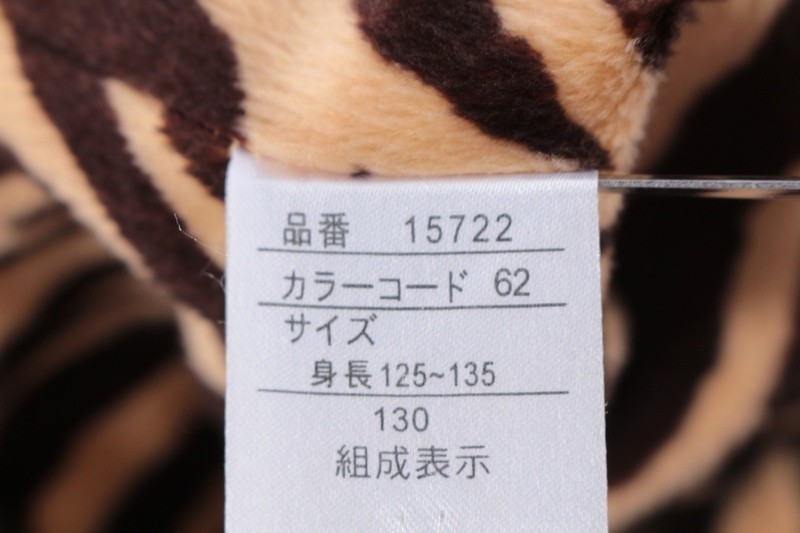 品番 15722
カラーコード 62
サイズ
身長125~135
130
組成表示